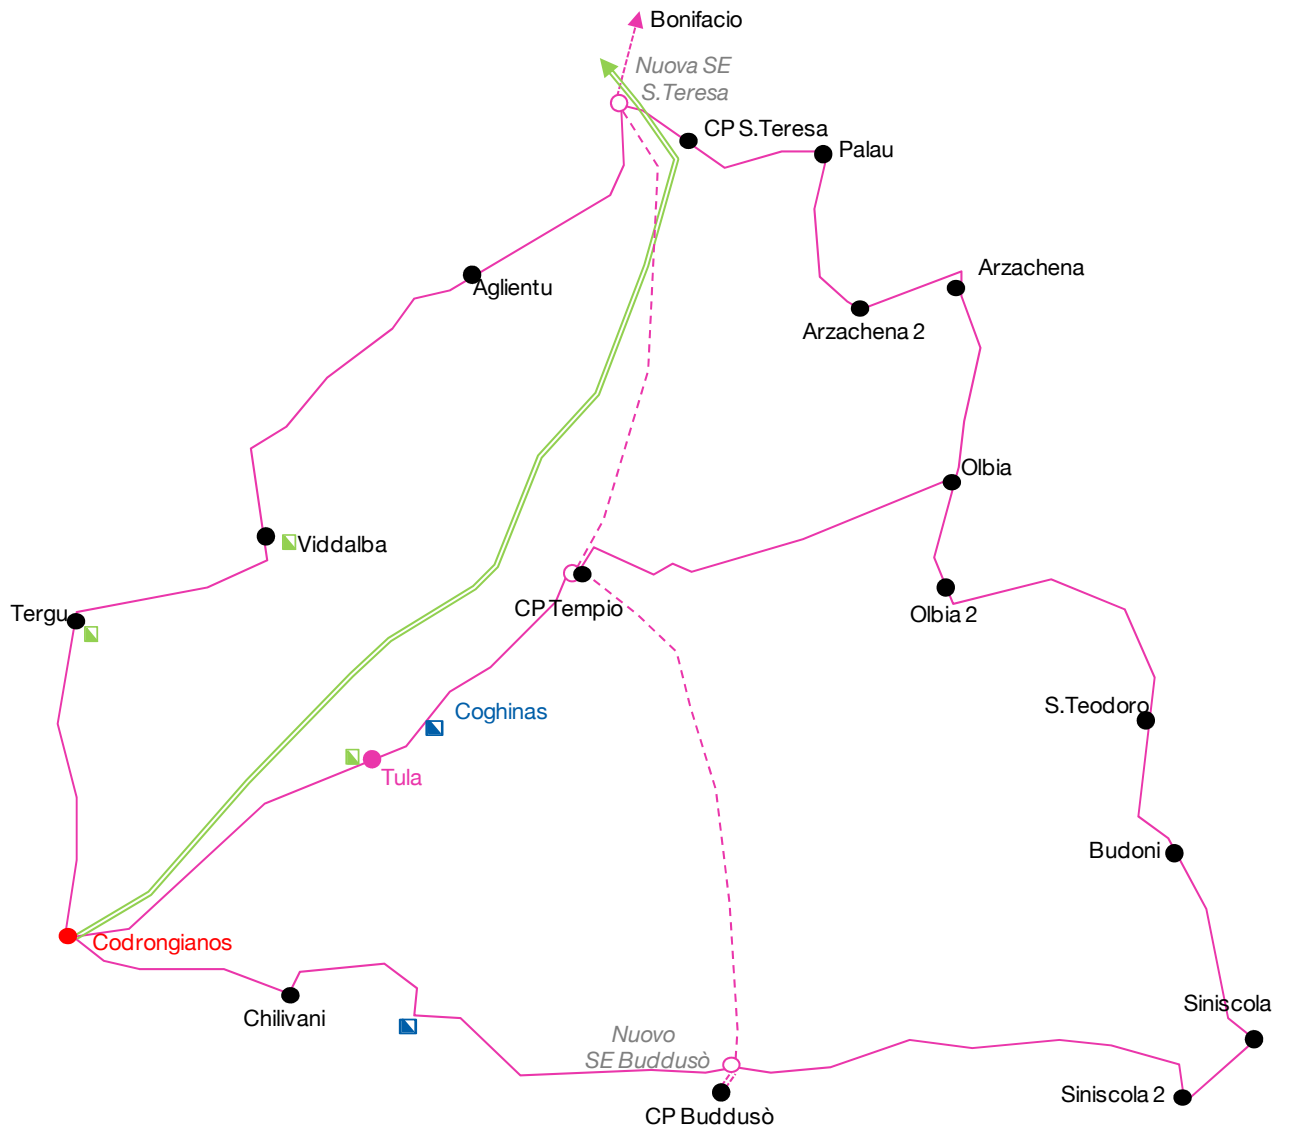 Bonifacio
Nuova SE
S.Teresa
CP S.Teresa
Palau
Arzachena
Aglientu
Arzachena 2
Olbia
Viddalba
CP Tempio
Tergu
Olbia 2
S.Teodoro
Coghinas
Tula
Budoni
Codrongianos
Siniscola
Chilivani
Nuovo
SE Buddusò
Siniscola 2
CP Buddusò